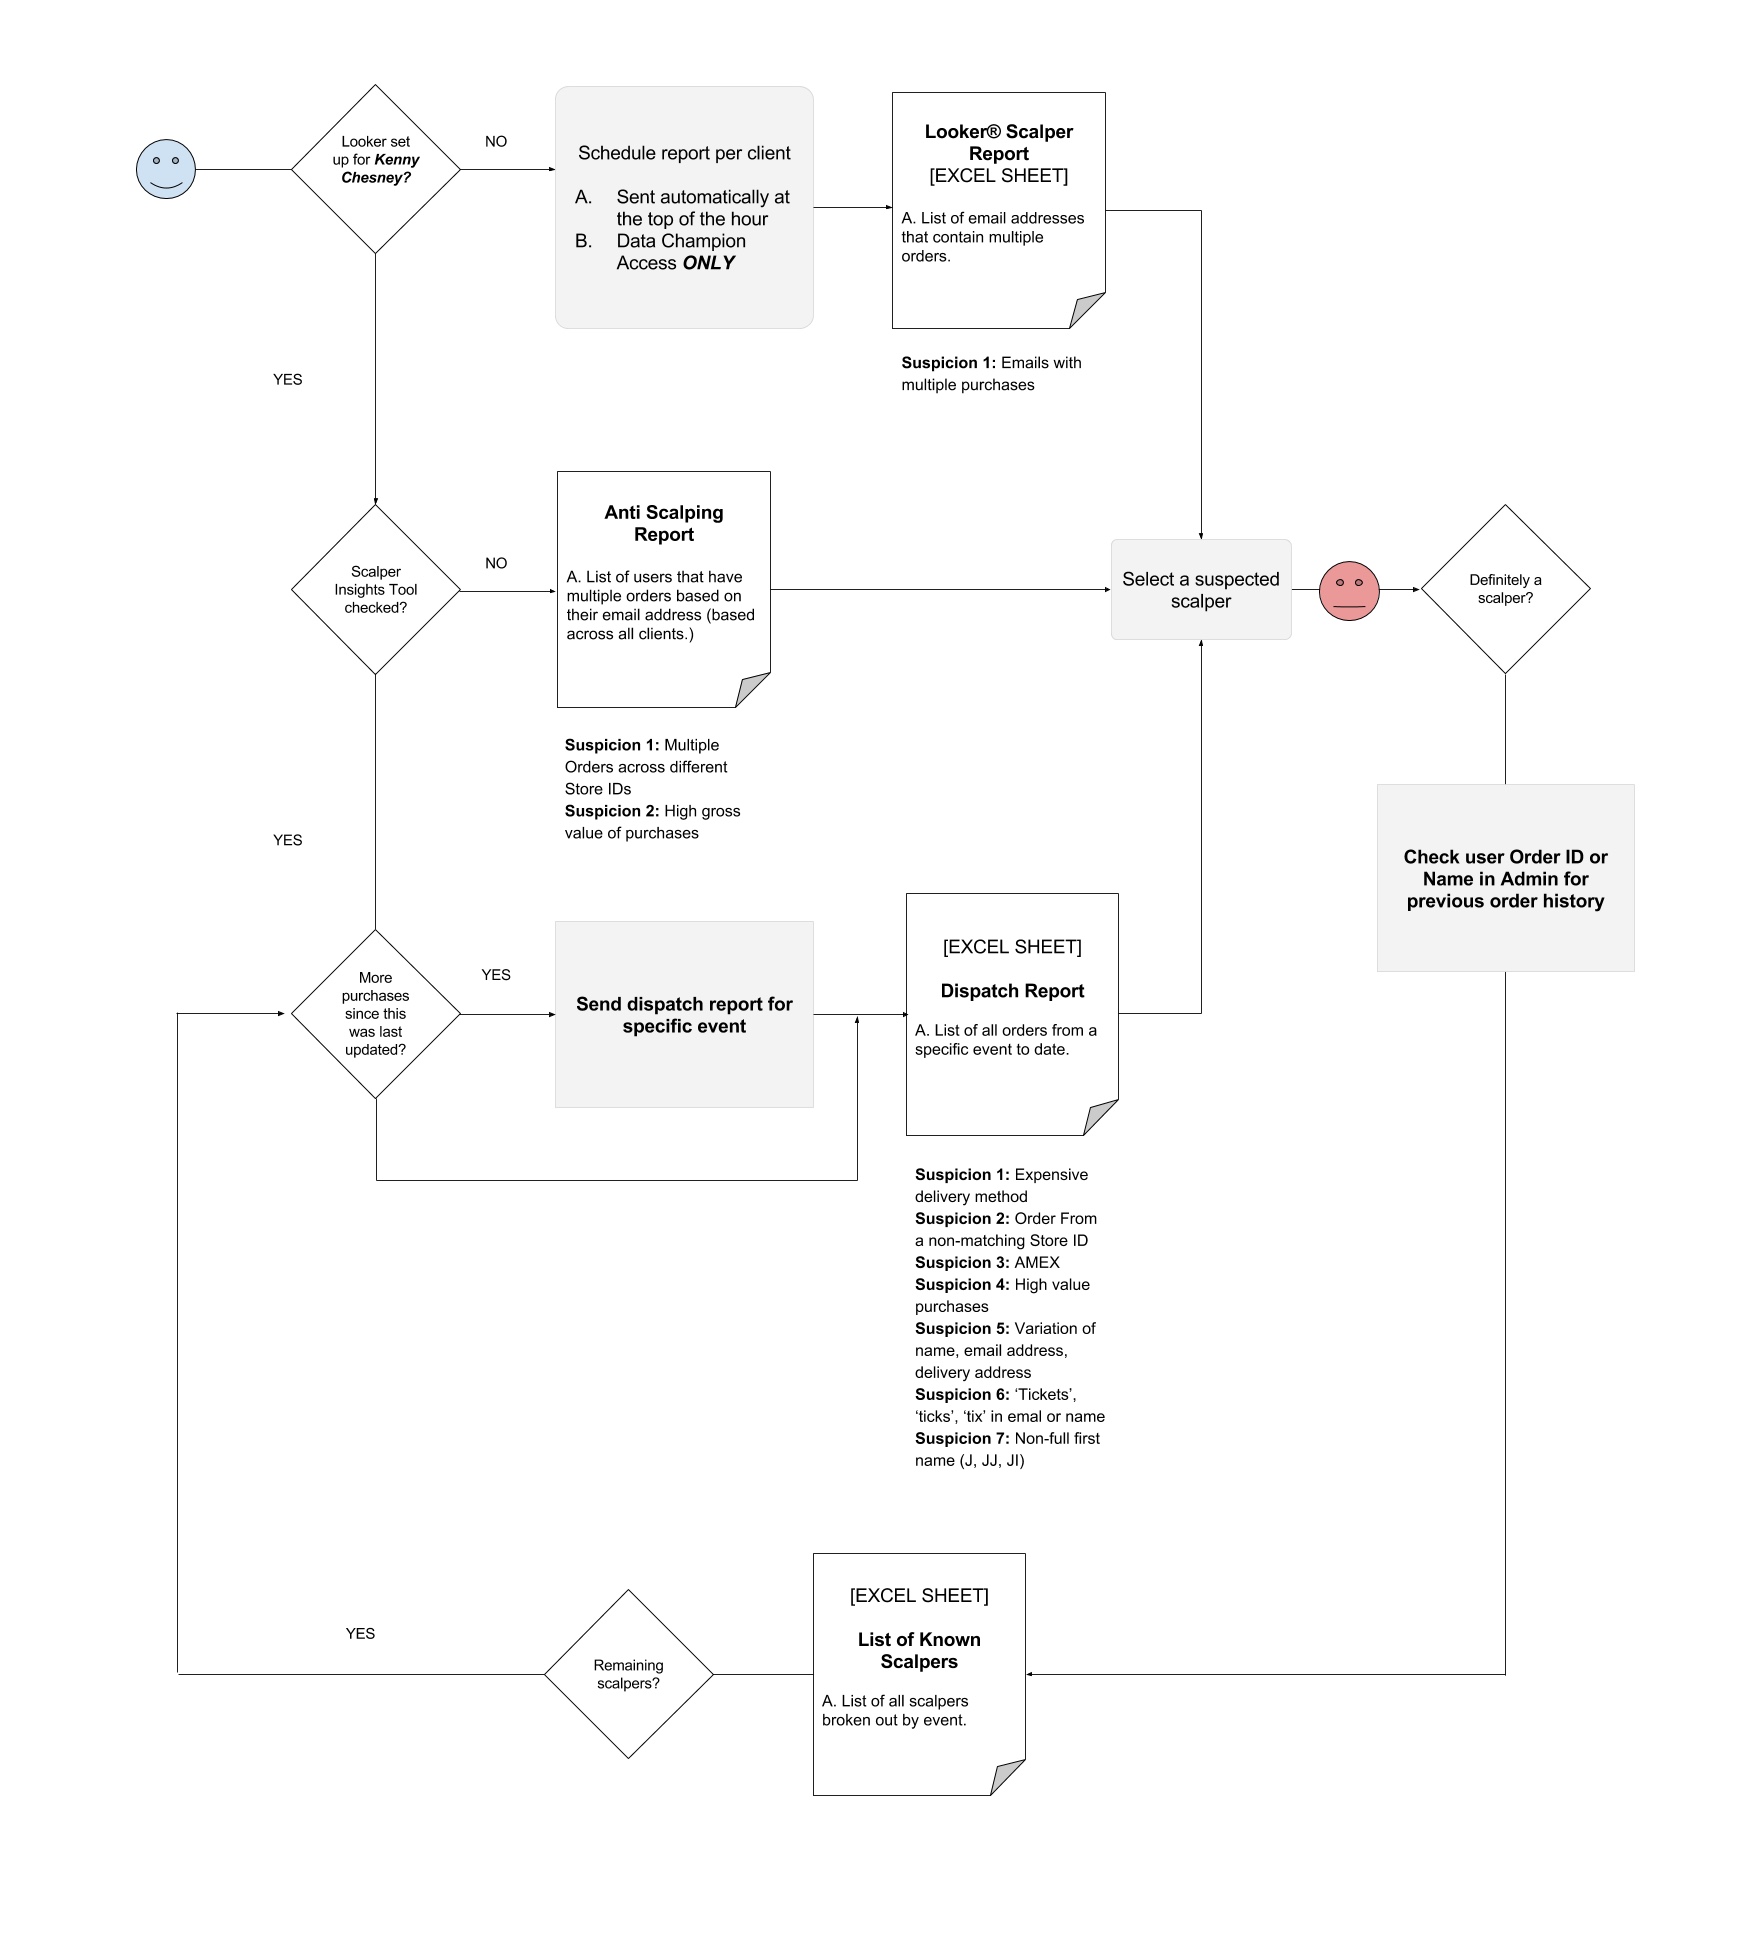 Looker set
up for Kenny
Chesney?
NO
Schedule report per client
A. Sent automatically at
the top of the hour
B. Data Champion
Access ONLY
Looker® Scalper
Report
[EXCEL SHEET]
A. List of email addresses
that contain multiple
orders.
Suspicion 1: Emails with
multiple purchases
YES
Scalper
Insights Tool
checked?
NO
Anti Scalping
Report
A. List of users that have
multiple orders based on
their email address (based
across all clients.)
Suspicion 1: Multiple
Orders across different
Store IDs
Suspicion 2: High gross
value of purchases
Select a suspected
scalper
Definitely a
scalper?
YES
Check user Order ID or
Name in Admin for
previous order history
More
purchases
since this
was last
updated?
YES
Send dispatch report for
specific event
[EXCEL SHEET]
Dispatch Report
A. List of all orders from a
specific event to date.
Suspicion 1: Expensive
delivery method
Suspicion 2: Order From
a non-matching Store ID
Suspicion 3: AMEX
Suspicion 4: High value
purchases
Suspicion 5: Variation of
name, email address,
delivery address
Suspicion 6: ‘Tickets’,
‘ticks’, ‘tix’ in emal or name
Suspicion 7: Non-full first
name (J, JJ, JI)
YES
Remaining
scalpers?
[EXCEL SHEET]
List of Known
Scalpers
A. List of all scalpers
broken out by event.